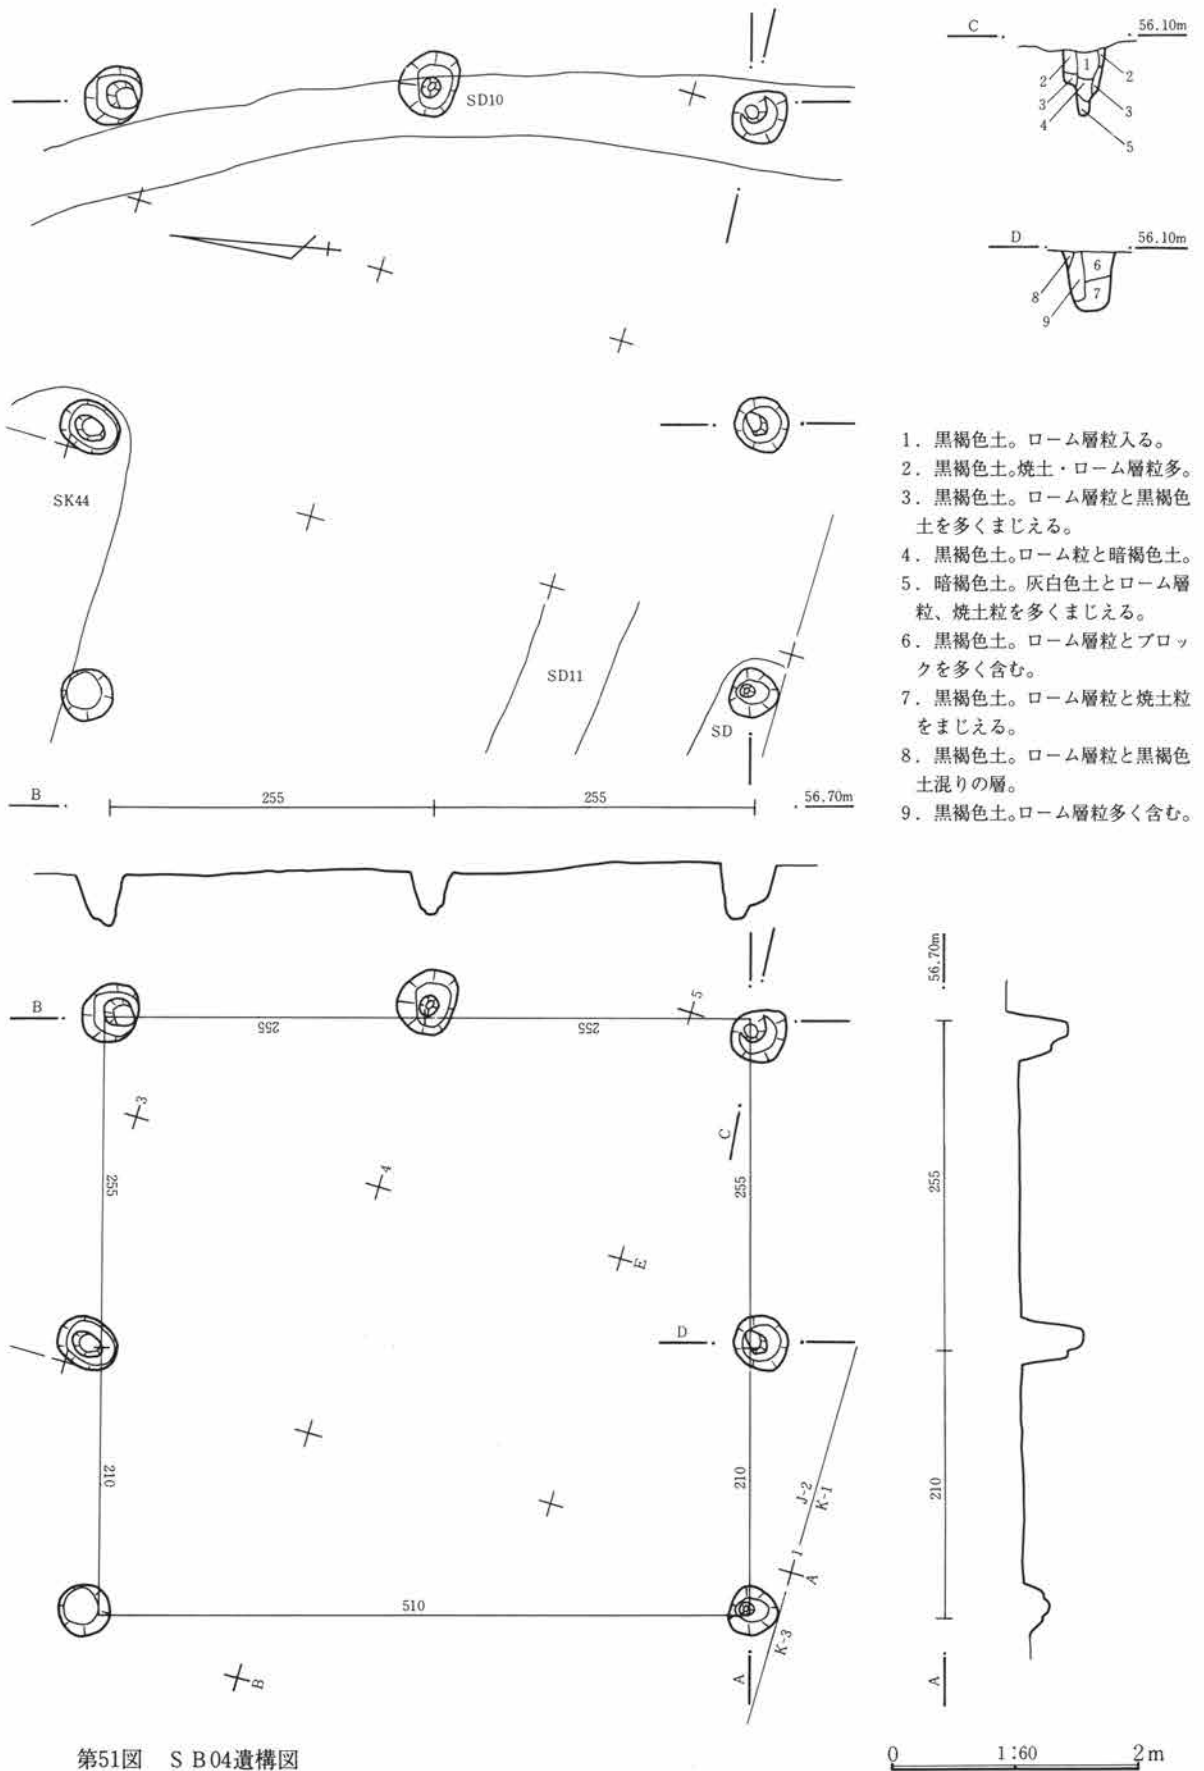 C
56.10m
1
2
2
3
3
4
5
SD10
D
56.10m
6
7
8
9
SK44
SD11
SD
1．黒褐色土。ローム層粒入る。
2．黒褐色土。焼土・ローム層粒多。
3．黒褐色土。ローム層粒と黒褐色
土を多くまじえる。
4．黒褐色土。ローム粒と暗褐色土。
5．暗褐色土。灰白色土とローム層
粒、焼土粒を多くまじえる。
6．黒褐色土。ローム層粒とブロッ
クを多く含む。
7．黒褐色土。ローム層粒と焼土粒
をまじえる。
8．黒褐色土。ローム層粒と黒褐色
土混りの層。
9．黒褐色土。ローム層粒多く含む。
B
255
255
56.70m
56.70m
B
255
255
5
3
4
C
255
255
255
E
D
210
210
210
J-2
K-1
1
A
510
K-3
B
A
A
第51図　ＳＢ04遺構図
0
1:60
2m